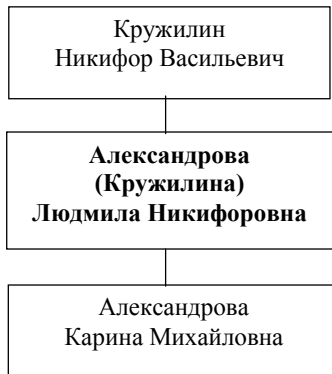 Кружилин
Никифор Васильевич
Александрова
(Кружилина)
Людмила Никифоровна
Александрова
Карина Михайловна